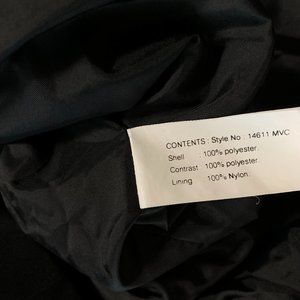 CONTENTS : Style No : 14611 MVC
Shell : 100% polyester.
Contrast : 100% polyester.
Lining : 100% Nylon.